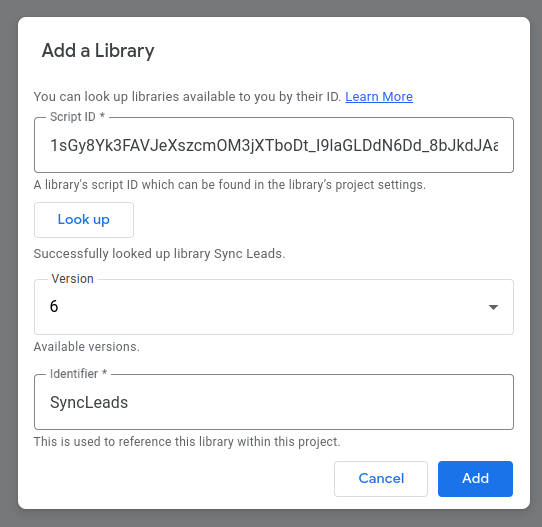 Add a Library
You can look up libraries available to you by their ID. Learn More
Script ID *
1sGy8Yk3FAVJeXszcmOM3jXTboDt_I9IaGLDdN6Dd_8bJkdJAa
A library's script ID which can be found in the library's project settings.
Look up
Successfully looked up library Sync Leads.
Version
6
Available versions.
Identifier *
SyncLeads
This is used to reference this library within this project.
Cancel
Add